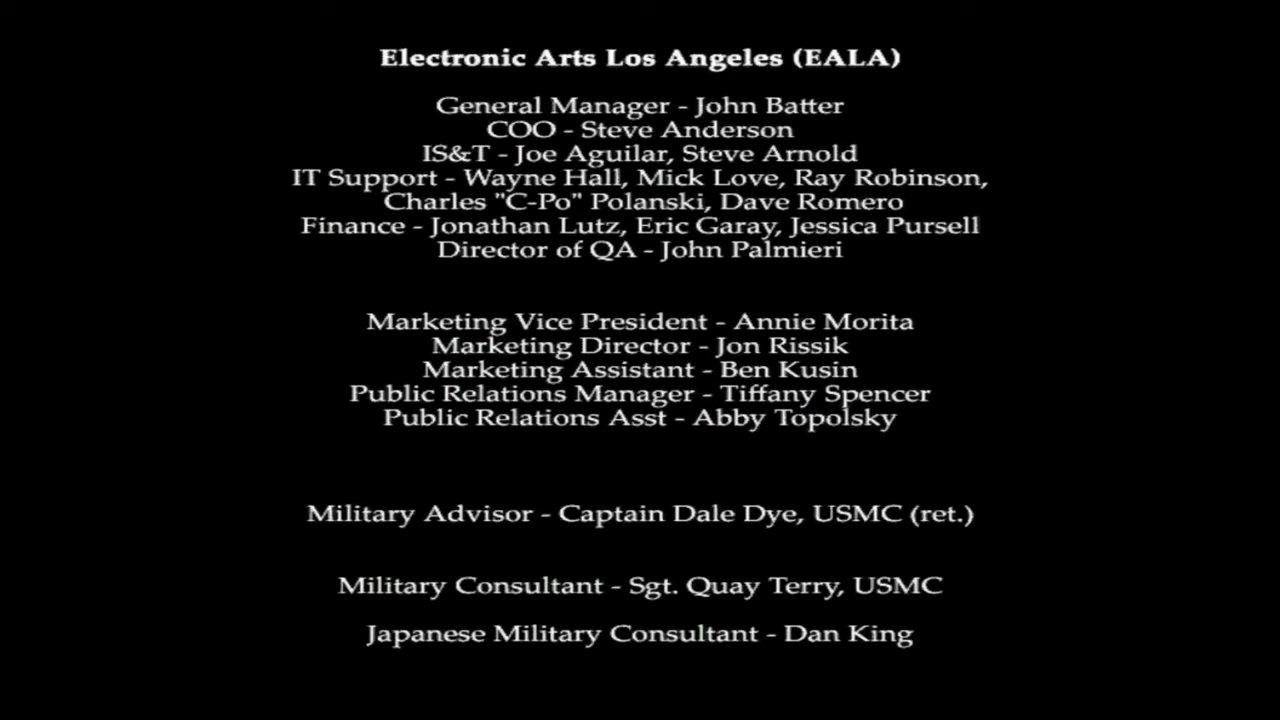 Electronic Arts Los Angeles (EALA)
General Manager - John Batter
COO - Steve Anderson
IS&T - Joe Aguilar, Steve Arnold
IT Support - Wayne Hall, Mick Love, Ray Robinson,
Charles "C-Po" Polanski, Dave Romero
Finance - Jonathan Lutz, Eric Garay, Jessica Pursell
Director of QA - John Palmieri
Marketing Vice President - Annie Morita
Marketing Director - Jon Rissik
Marketing Assistant - Ben Kusin
Public Relations Manager - Tiffany Spencer
Public Relations Asst - Abby Topolsky
Military Advisor - Captain Dale Dye, USMC (ret.)
Military Consultant - Sgt. Quay Terry, USMC
Japanese Military Consultant - Dan King